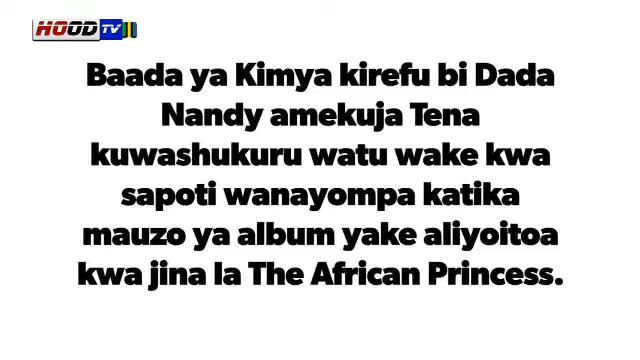 HOOD TV
Baada ya Kimya kirefu bi Dada
Nandy amekuja Tena
kuwashukuru watu wake kwa
sapoti wanayompa katika
mauzo ya album yake aliyoitoa
kwa jina la The African Princess.